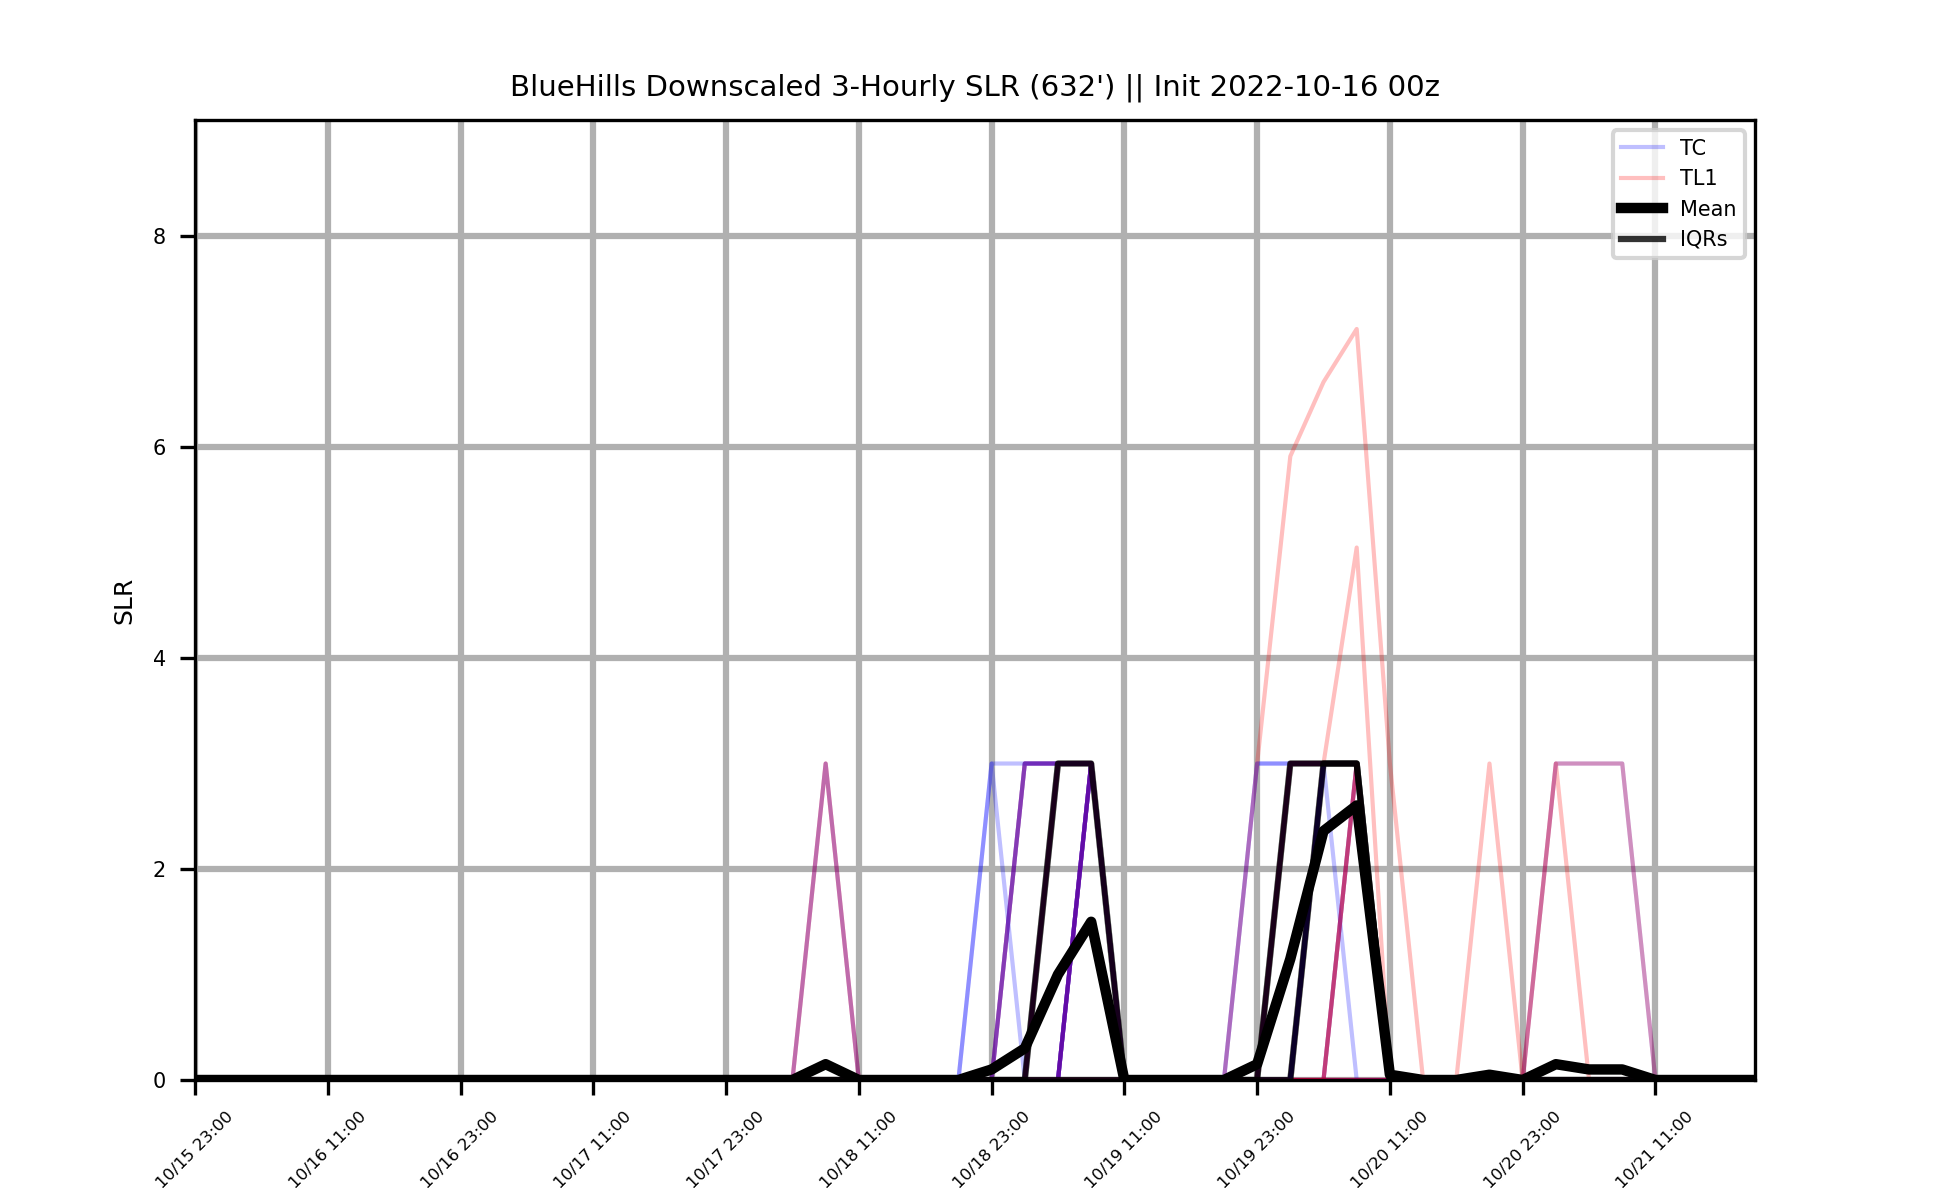 BlueHills Downscaled 3-Hourly SLR (632') || Init 2022-10-16 00z
TC
TL1
Mean
IQRs
8
6
4
2
0
SLR
10/15 23:00
10/16 11:00
10/16 23:00
10/17 11:00
10/17 23:00
10/18 11:00
10/18 23:00
10/19 11:00
10/19 23:00
10/20 11:00
10/20 23:00
10/21 11:00